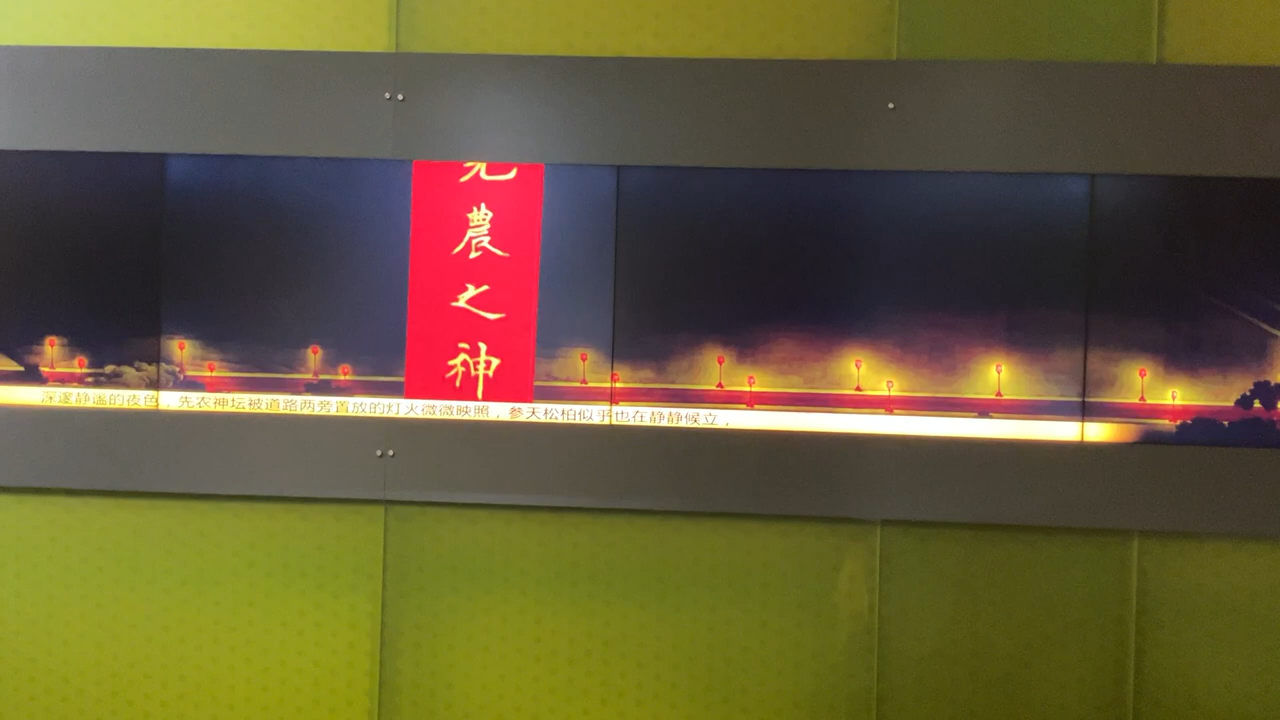 先農之神
深邃静谧的夜色，先农神坛被道路两旁置放的灯火微微映照，参天松柏似乎也在静静候立，